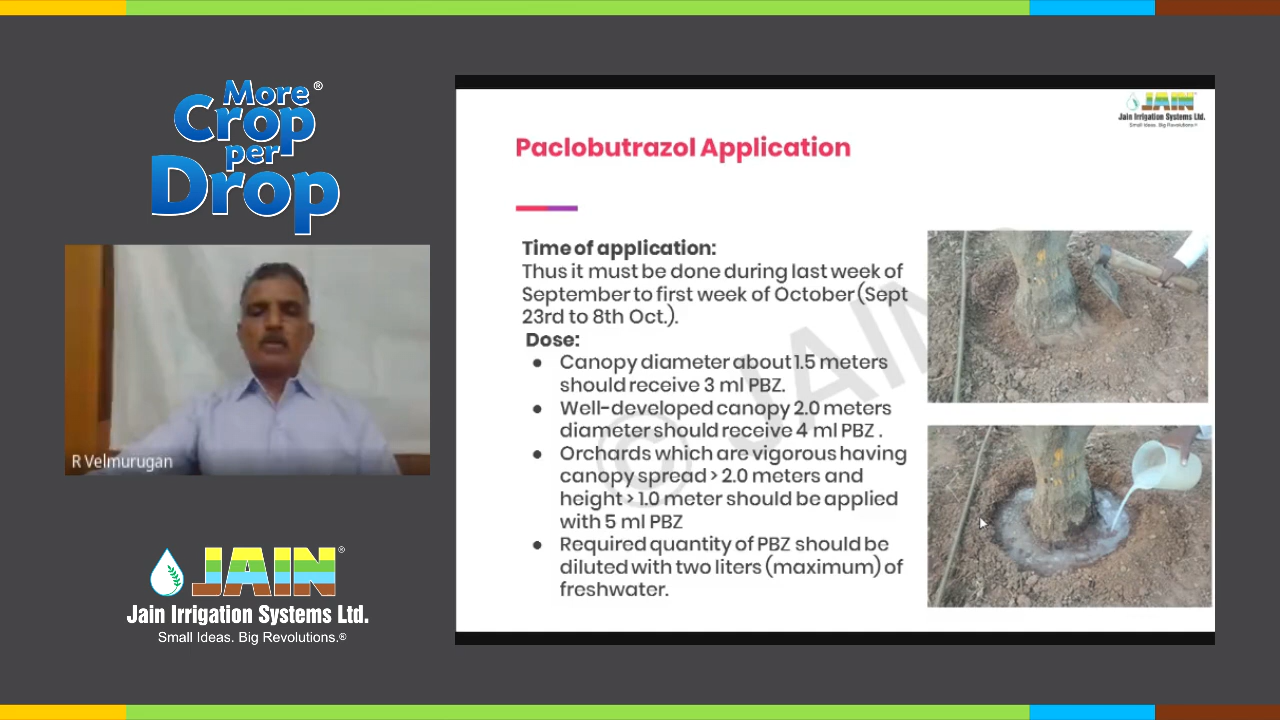 More®
Crop
per
Drop
R Velmurugan
JAIN®
Jain Irrigation Systems Ltd.
Small Ideas. Big Revolutions.®
JAIN
Jain Irrigation Systems Ltd.
Small Ideas. Big Revolutions.®
Paclobutrazol Application
Time of application:
Thus it must be done during last week of
September to first week of October (Sept
23rd to 8th Oct.).
Dose:
● Canopy diameter about 1.5 meters
should receive 3 ml PBZ.
● Well-developed canopy 2.0 meters
diameter should receive 4 ml PBZ .
● Orchards which are vigorous having
canopy spread > 2.0 meters and
height > 1.0 meter should be applied
with 5 ml PBZ
● Required quantity of PBZ should be
diluted with two liters (maximum) of
freshwater.
© JAIN